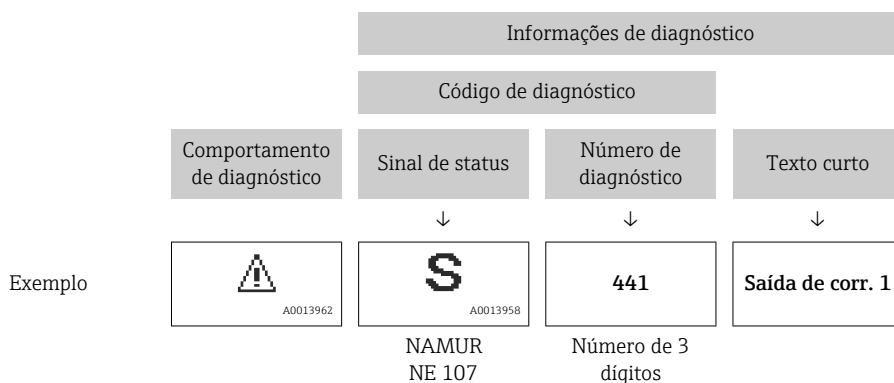 Informações de diagnóstico
Código de diagnóstico
Comportamento
de diagnóstico
Sinal de status
Número de
diagnóstico
Texto curto
↓ ↓ ↓
Exemplo
A0013962
S
A0013958
441
Saída de corr. 1
NAMUR
NE 107
Número de 3
dígitos